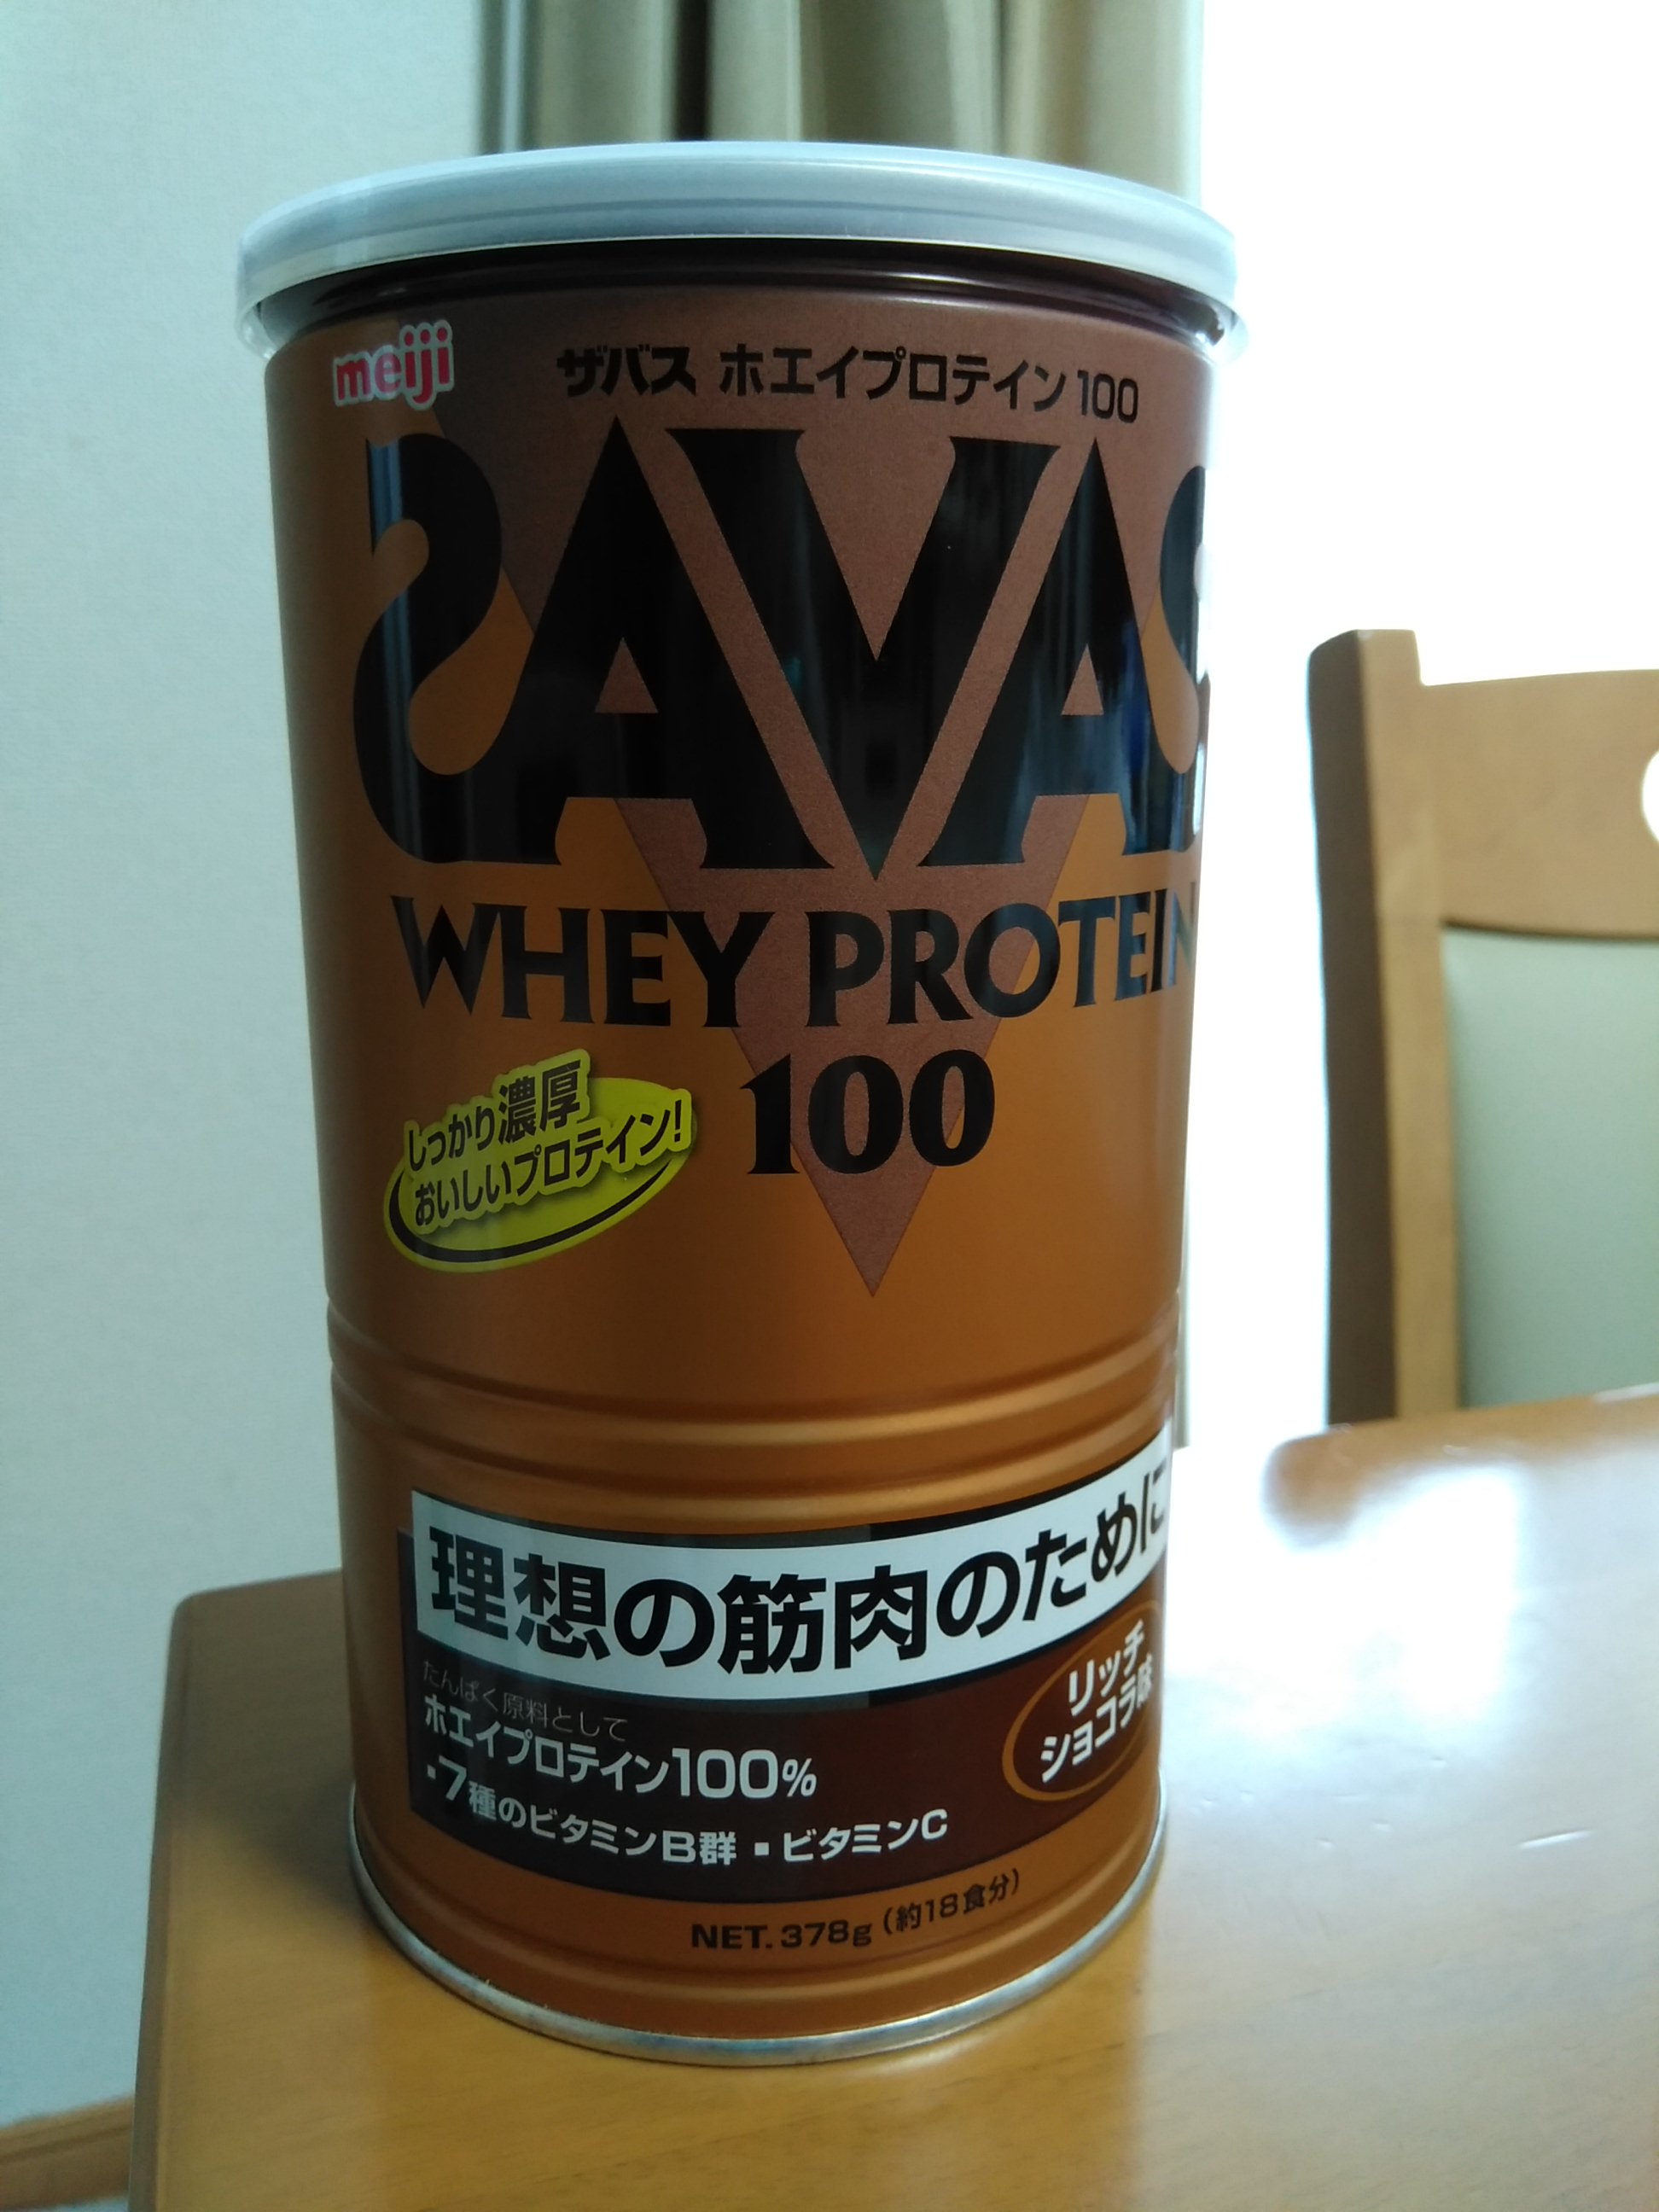 meiji
ザバス ホエイプロテイン100
SAVAS
WHEY PROTEIN
100
しっかり濃厚
おいしいプロテイン!
理想の筋肉のために
たんぱく原料として
ホエイプロテイン100%
▪7種のビタミンB群 ▪ ビタミンC
リッチ
ショコラ味
NET. 378g (約18食分)